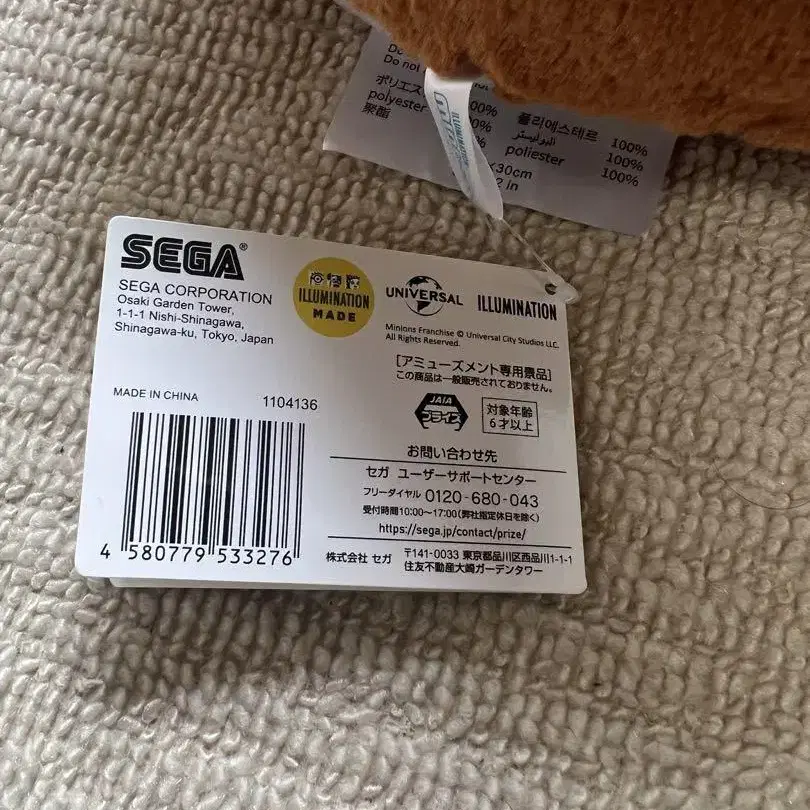 Do not
ポリエス
100%
폴리에스테르 100%
polyester
البوليستر 100%
聚酯
poliester 100%
30cm
2 in
SEGA®
SEGA CORPORATION
Osaki Garden Tower,
1-1-1 Nishi-Shinagawa,
Shinagawa-ku, Tokyo, Japan
ILLUMINATION
MADE
UNIVERSAL
ILLUMINATION
Minions Franchise © Universal City Studios LLC.
All Rights Reserved.
[アミューズメント専用景品]
この商品は一般販売されておりません。
JAIA
プライズ
対象年齢
6才以上
MADE IN CHINA 1104136
4 580779 533276
お問い合わせ先
セガ ユーザーサポートセンター
フリーダイヤル 0120-680-043
受付時間10:00~17:00(弊社指定休日を除く)
https://sega.jp/contact/prize/
株式会社 セガ 〒141-0033 東京都品川区西品川1-1-1
住友不動産大崎ガーデンタワー